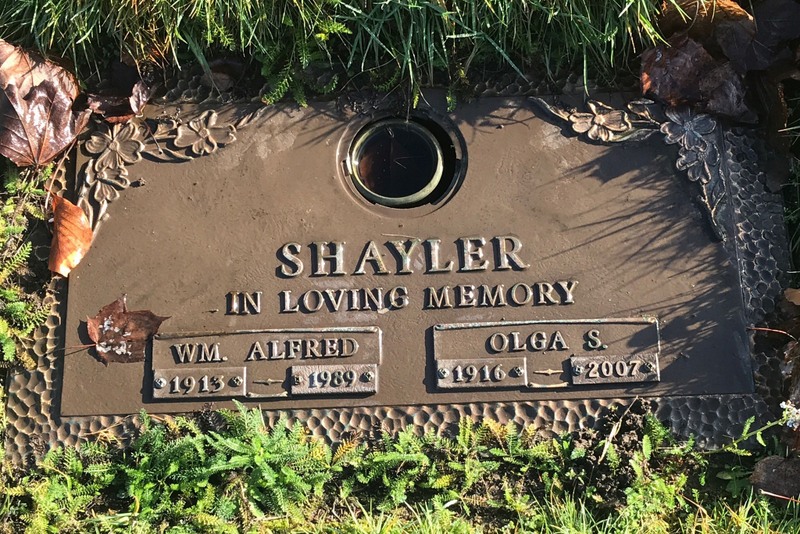 SHAYLER
IN LOVING MEMORY
WM. ALFRED
1913 1989
OLGA S.
1916 2007